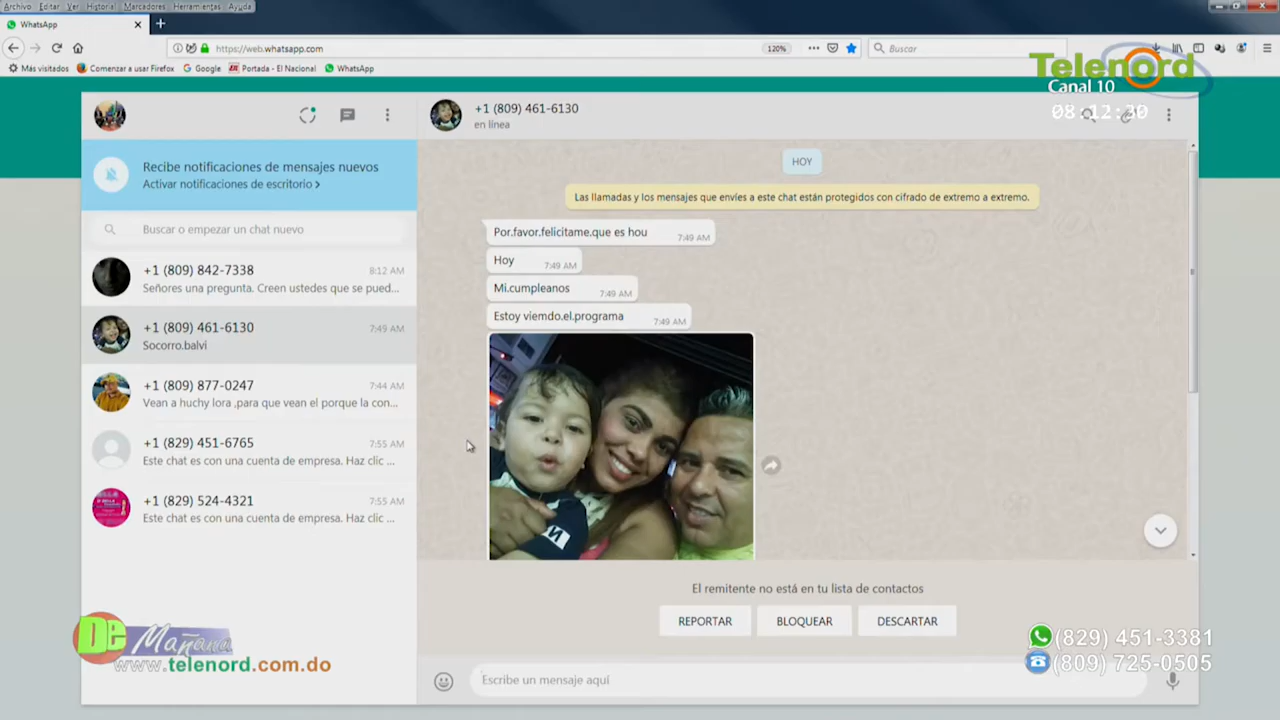 Archivo Editar Ver Historial Marcadores Herramientas Ayuda
WhatsApp
https://web.whatsapp.com
120%
Buscar
Más visitados
Comenzar a usar Firefox
Google
Portada - El Nacional
WhatsApp
Telenord
Canal 10
08:12:30
+1 (809) 461-6130
en línea
Recibe notificaciones de mensajes nuevos
Activar notificaciones de escritorio >
Buscar o empezar un chat nuevo
+1 (809) 842-7338
8:12 AM
Señores una pregunta. Creen ustedes que se pued...
+1 (809) 461-6130
7:49 AM
Socorro.balvi
+1 (809) 877-0247
7:44 AM
Vean a huchy lora ,para que vean el porque la con...
+1 (829) 451-6765
7:55 AM
Este chat es con una cuenta de empresa. Haz clic ...
+1 (829) 524-4321
7:55 AM
Este chat es con una cuenta de empresa. Haz clic ...
HOY
Las llamadas y los mensajes que envíes a este chat están protegidos con cifrado de extremo a extremo.
Por.favor.felicitame.que es hou
7:49 AM
Hoy
7:49 AM
Mi.cumpleanos
7:49 AM
Estoy viemdo.el.programa
7:49 AM
El remitente no está en tu lista de contactos
REPORTAR
BLOQUEAR
DESCARTAR
Escribe un mensaje aquí
De Mañana
www.telenord.com.do
(829) 451-3381
(809) 725-0505